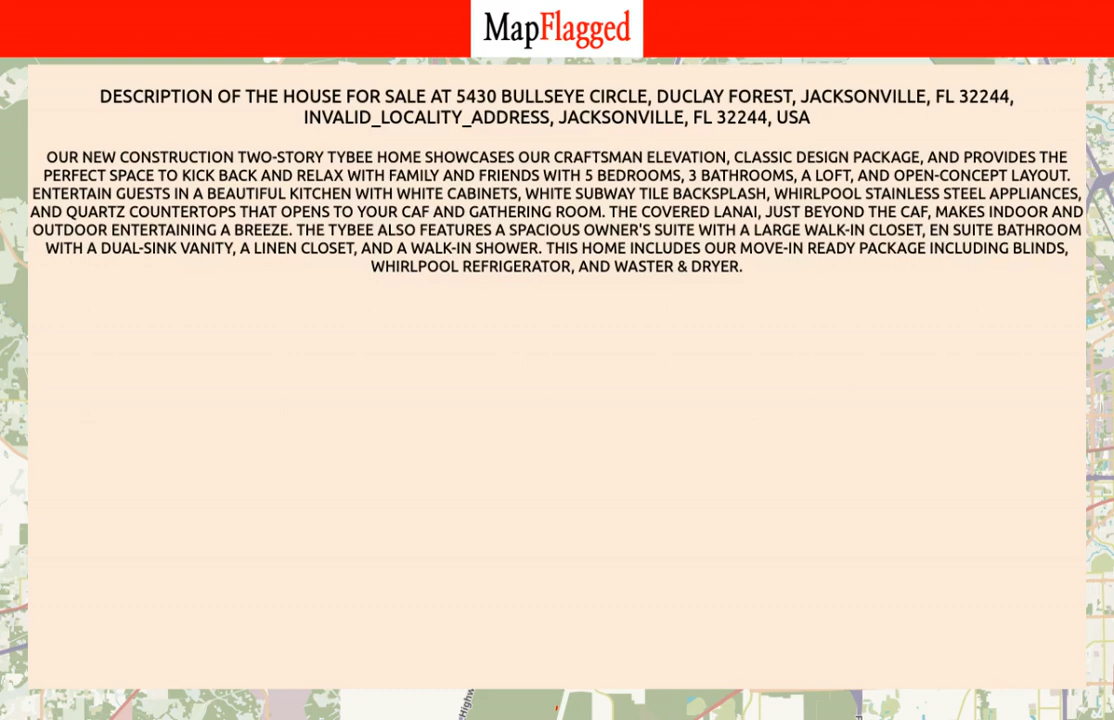 MapFlagged
DESCRIPTION OF THE HOUSE FOR SALE AT 5430 BULLSEYE CIRCLE, DUCLAY FOREST, JACKSONVILLE, FL 32244,
INVALID_LOCALITY_ADDRESS, JACKSONVILLE, FL 32244, USA
OUR NEW CONSTRUCTION TWO-STORY TYBEE HOME SHOWCASES OUR CRAFTSMAN ELEVATION, CLASSIC DESIGN PACKAGE, AND PROVIDES THE
PERFECT SPACE TO KICK BACK AND RELAX WITH FAMILY AND FRIENDS WITH 5 BEDROOMS, 3 BATHROOMS, A LOFT, AND OPEN-CONCEPT LAYOUT.
ENTERTAIN GUESTS IN A BEAUTIFUL KITCHEN WITH WHITE CABINETS, WHITE SUBWAY TILE BACKSPLASH, WHIRLPOOL STAINLESS STEEL APPLIANCES,
AND QUARTZ COUNTERTOPS THAT OPENS TO YOUR CAF AND GATHERING ROOM. THE COVERED LANAI, JUST BEYOND THE CAF, MAKES INDOOR AND
OUTDOOR ENTERTAINING A BREEZE. THE TYBEE ALSO FEATURES A SPACIOUS OWNER'S SUITE WITH A LARGE WALK-IN CLOSET, EN SUITE BATHROOM
WITH A DUAL-SINK VANITY, A LINEN CLOSET, AND A WALK-IN SHOWER. THIS HOME INCLUDES OUR MOVE-IN READY PACKAGE INCLUDING BLINDS,
WHIRLPOOL REFRIGERATOR, AND WASTER & DRYER.